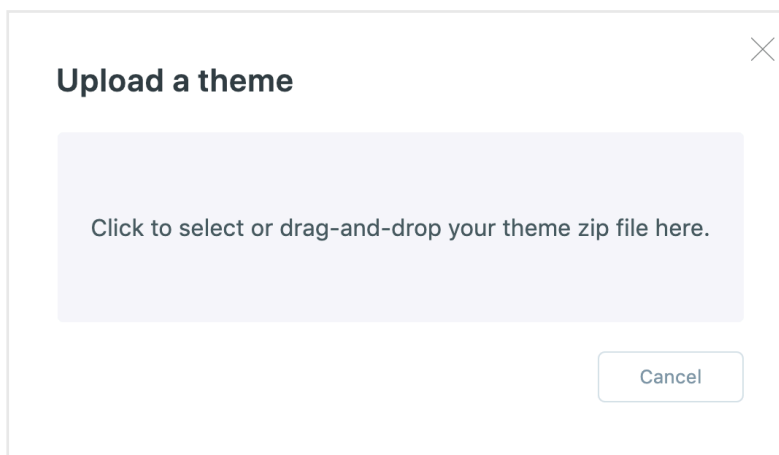 Upload a theme
Click to select or drag-and-drop your theme zip file here.
Cancel